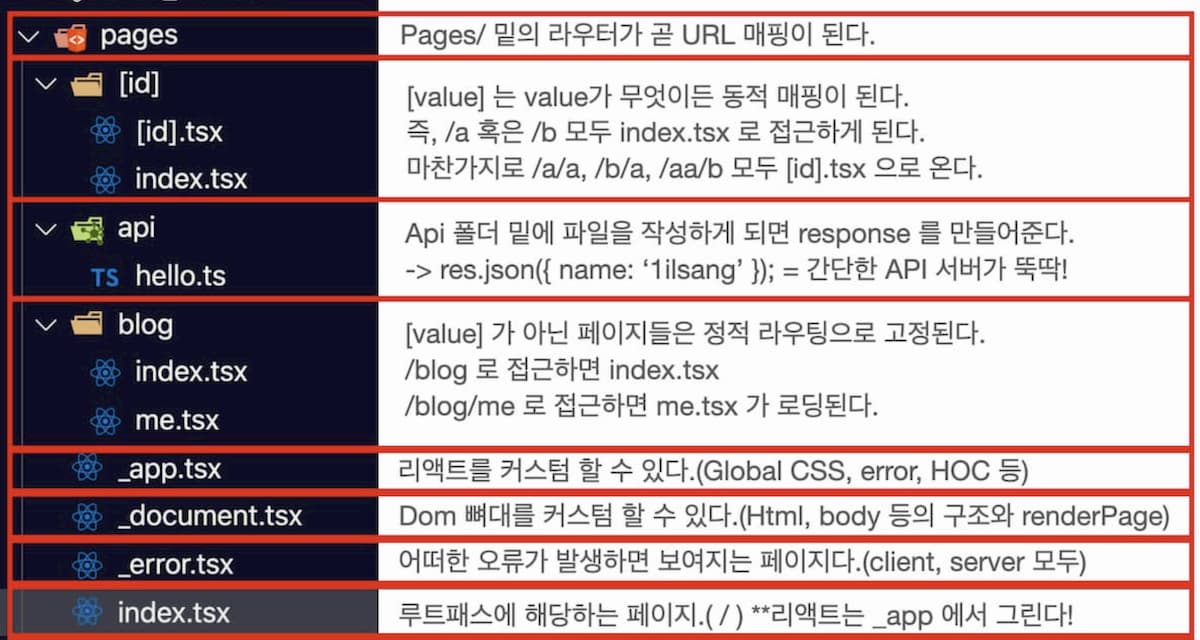 pages
Pages/ 밑의 라우터가 곧 URL 매핑이 된다.
[id]
[id].tsx
index.tsx
[value] 는 value가 무엇이든 동적 매핑이 된다.
즉, /a 혹은 /b 모두 index.tsx 로 접근하게 된다.
마찬가지로 /a/a, /b/a, /aa/b 모두 [id].tsx 으로 온다.
api
TS hello.ts
Api 폴더 밑에 파일을 작성하게 되면 response 를 만들어준다.
-> res.json({ name: ‘1ilsang’ }); = 간단한 API 서버가 뚝딱!
blog
index.tsx
me.tsx
[value] 가 아닌 페이지들은 정적 라우팅으로 고정된다.
/blog 로 접근하면 index.tsx
/blog/me 로 접근하면 me.tsx 가 로딩된다.
_app.tsx
리액트를 커스텀 할 수 있다.(Global CSS, error, HOC 등)
_document.tsx
Dom 뼈대를 커스텀 할 수 있다.(Html, body 등의 구조와 renderPage)
_error.tsx
어떠한 오류가 발생하면 보여지는 페이지다.(client, server 모두)
index.tsx
루트패스에 해당하는 페이지.( / ) **리액트는 _app 에서 그린다!